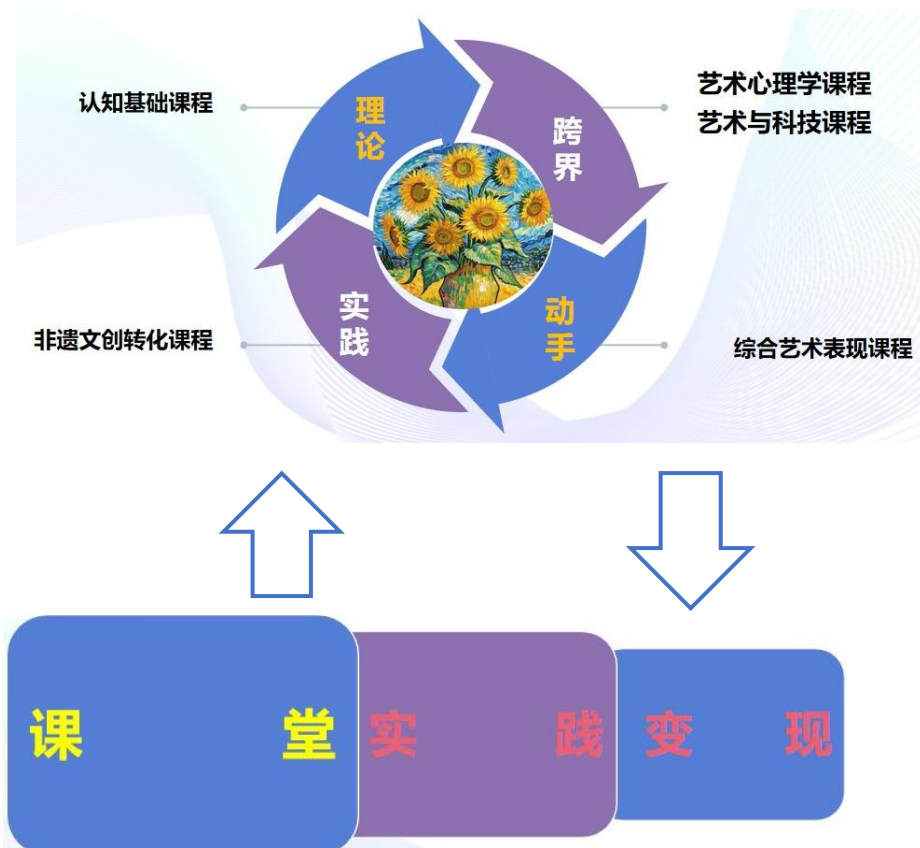 认知基础课程
理论
跨界
艺术心理学课程
艺术与科技课程
非遗文创转化课程
实践
动手
综合艺术表现课程
课堂
实践
变现